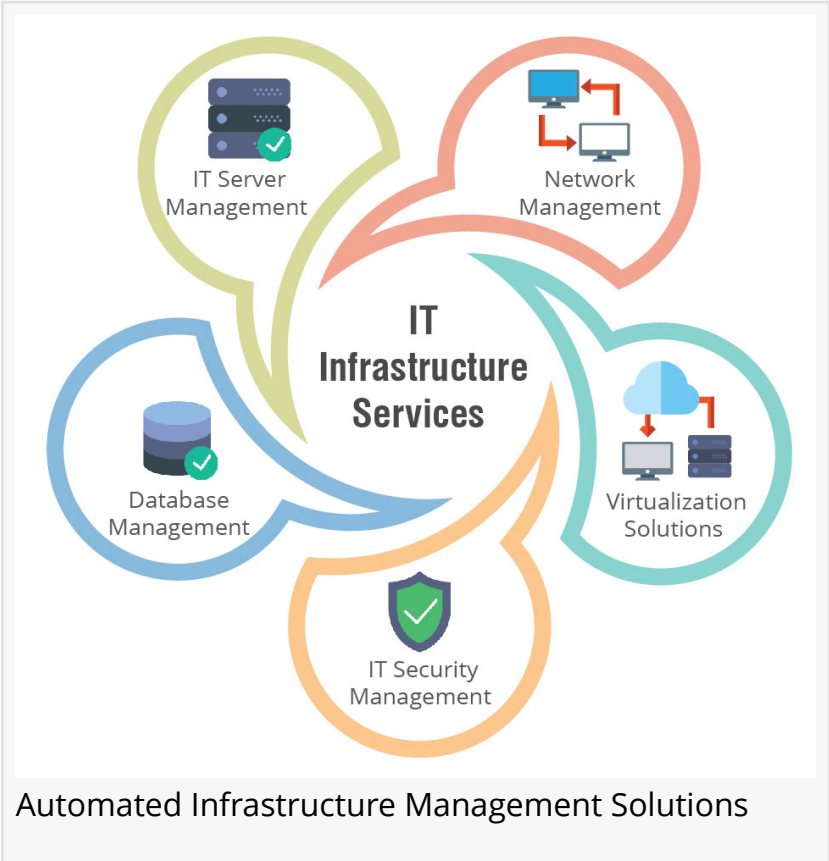 IT Server
Management
Network
Management
IT
Infrastructure
Services
Database
Management
Virtualization
Solutions
IT Security
Management
Automated Infrastructure Management Solutions